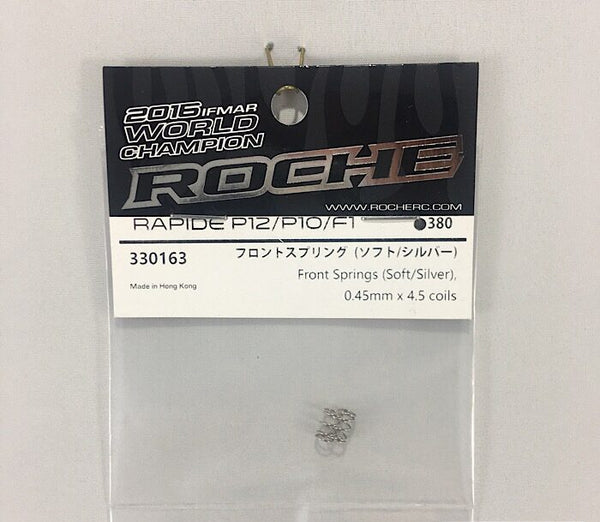 2015 IFMAR
WORLD
CHAMPION
ROCHE
WWW.ROCHERC.COM
RAPIDE P12/P10/F1 ●380
330163 フロントスプリング (ソフト/シルバー)
Front Springs (Soft/Silver),
Made in Hong Kong
0.45mm x 4.5 coils